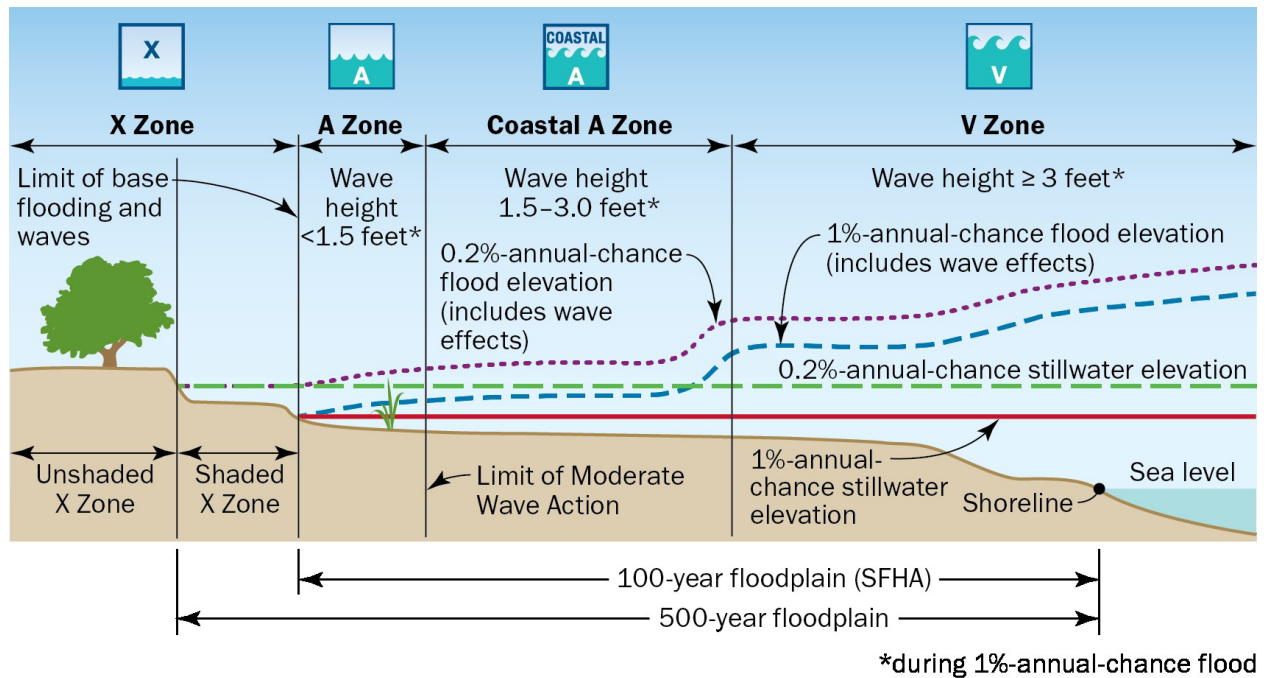 X
A
COASTAL
A
V
X Zone
A Zone
Coastal A Zone
V Zone
Limit of base
flooding and
waves
Wave
height
<1.5 feet*
Wave height
1.5–3.0 feet*
Wave height ≥ 3 feet*
0.2%-annual-chance
flood elevation
(includes wave
effects)
1%-annual-chance flood elevation
(includes wave effects)
0.2%-annual-chance stillwater elevation
Unshaded
X Zone
Shaded
X Zone
Limit of Moderate
Wave Action
1%-annual-
chance stillwater
elevation
Shoreline
Sea level
100-year floodplain (SFHA)
500-year floodplain
*during 1%-annual-chance flood